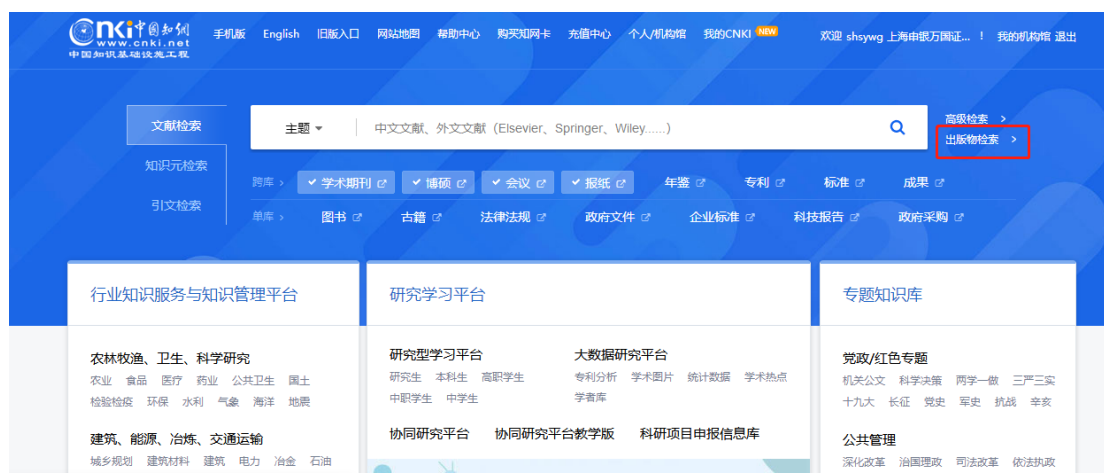 cnki 中国知网
www.cnki.net
中国知识基础设施工程
手机版 English 旧版入口 网站地图 帮助中心 购买知网卡 充值中心 个人/机构馆 我的CNKI NEW 欢迎 shsywg 上海申银万国证... ! 我的机构馆 退出
文献检索
知识元检索
引文检索
主题 中文文献、外文文献（Elsevier、Springer、Wiley......）
高级检索 >
出版物检索 >
跨库 > 学术期刊 博硕 会议 报纸 年鉴 专利 标准 成果
单库 > 图书 古籍 法律法规 政府文件 企业标准 科技报告 政府采购
行业知识服务与知识管理平台
农林牧渔、卫生、科学研究
农业 食品 医疗 药业 公共卫生 国土
检验检疫 环保 水利 气象 海洋 地震
建筑、能源、冶炼、交通运输
城乡规划 建筑材料 建筑 电力 冶金 石油
研究学习平台
研究型学习平台
研究生 本科生 高职学生
中职学生 中学生
大数据研究平台
专利分析 学术图片 统计数据 学术热点
学者库
协同研究平台 协同研究平台教学版 科研项目申报信息库
专题知识库
党政/红色专题
机关公文 科学决策 两学一做 三严三实
十九大 长征 党史 军史 抗战 辛亥
公共管理
深化改革 治国理政 司法改革 依法执政